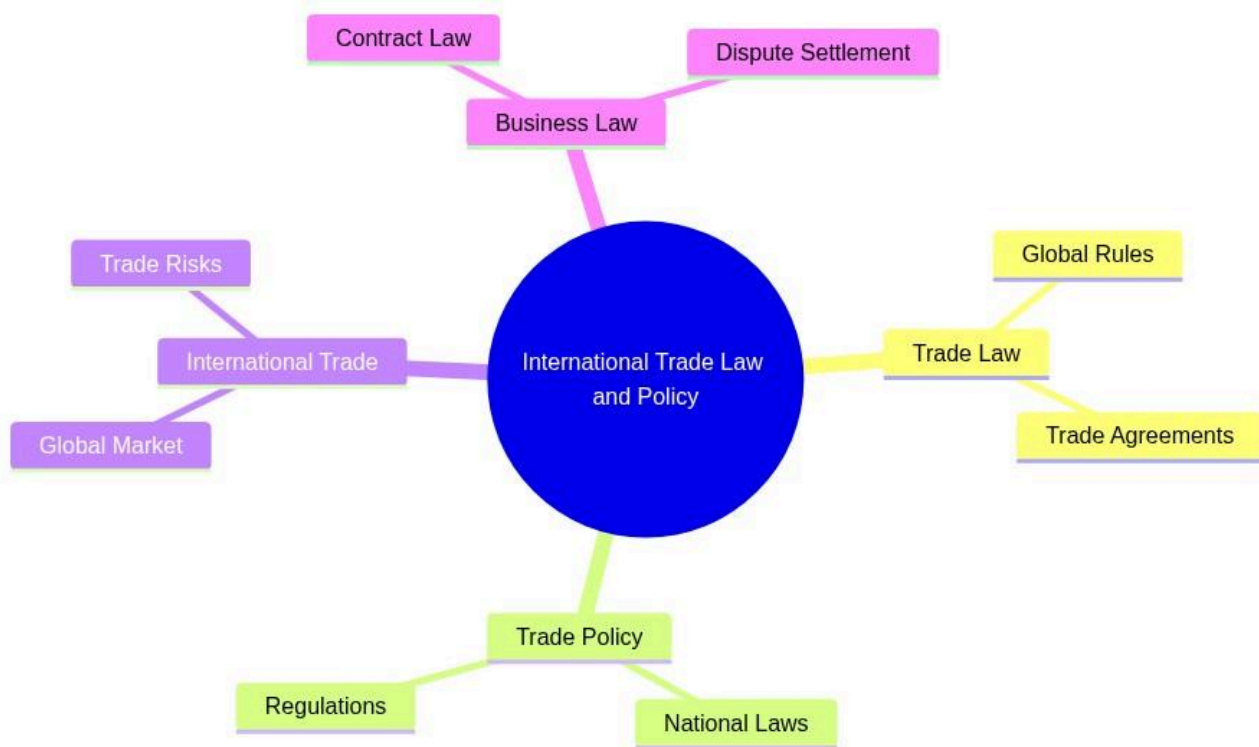 Contract Law
Dispute Settlement
Business Law
Global Rules
Trade Risks
Trade Law
International Trade
International Trade Law
and Policy
Trade Agreements
Global Market
Trade Policy
Regulations
National Laws